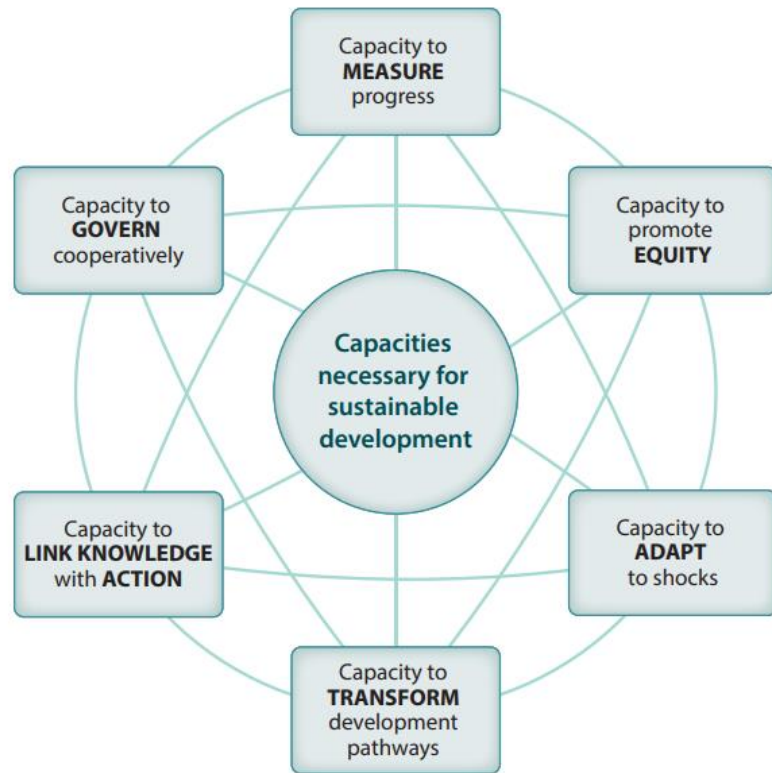 Capacity to
MEASURE
progress
Capacity to
GOVERN
cooperatively
Capacity to
promote
EQUITY
Capacities
necessary for
sustainable
development
Capacity to
LINK KNOWLEDGE
with ACTION
Capacity to
ADAPT
to shocks
Capacity to
TRANSFORM
development
pathways